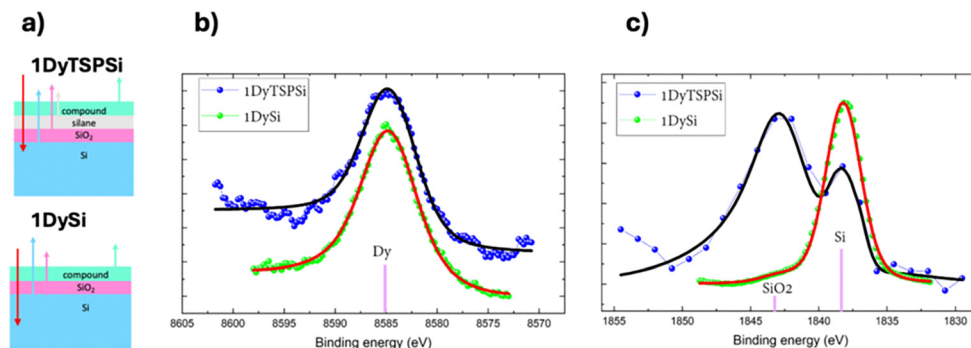 a)
b)
c)
1DyTSPSi
compound
silane
SiO2
Si
1DySi
compound
SiO2
Si
1DyTSPSi
1DySi
Dy
8605 8600 8595 8590 8585 8580 8575 8570
Binding energy (eV)
1DyTSPSi
1DySi
Si
SiO2
1855 1850 1845 1840 1835 1830
Binding energy (eV)